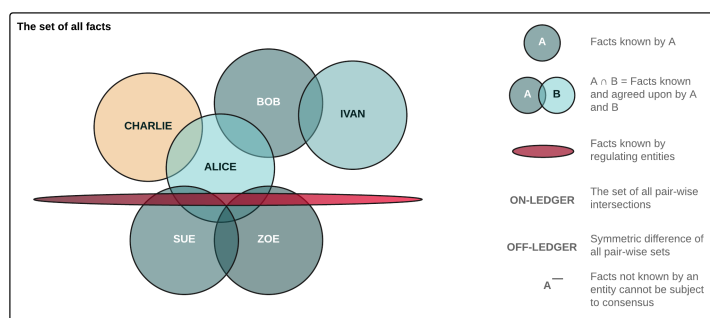 The set of all facts
CHARLIE
BOB
IVAN
ALICE
SUE
ZOE
A
Facts known by A
A
B
A ∩ B = Facts known
and agreed upon by A
and B
Facts known by
regulating entities
ON-LEDGER
The set of all pair-wise
intersections
OFF-LEDGER
Symmetric difference of
all pair-wise sets
A
Facts not known by an
entity cannot be subject
to consensus